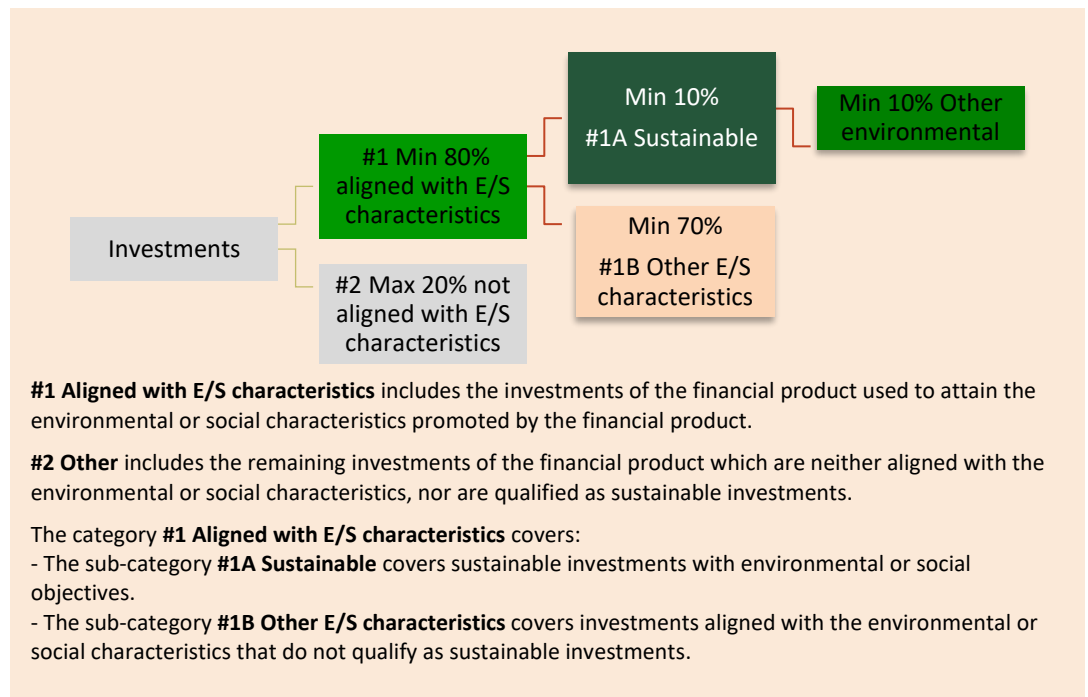 Min 10%
#1A Sustainable
Min 10% Other
environmental
#1 Min 80%
aligned with E/S
characteristics
Investments
Min 70%
#1B Other E/S
characteristics
#2 Max 20% not
aligned with E/S
characteristics
#1 Aligned with E/S characteristics includes the investments of the financial product used to attain the
environmental or social characteristics promoted by the financial product.
#2 Other includes the remaining investments of the financial product which are neither aligned with the
environmental or social characteristics, nor are qualified as sustainable investments.
The category #1 Aligned with E/S characteristics covers:
- The sub-category #1A Sustainable covers sustainable investments with environmental or social
objectives.
- The sub-category #1B Other E/S characteristics covers investments aligned with the environmental or
social characteristics that do not qualify as sustainable investments.